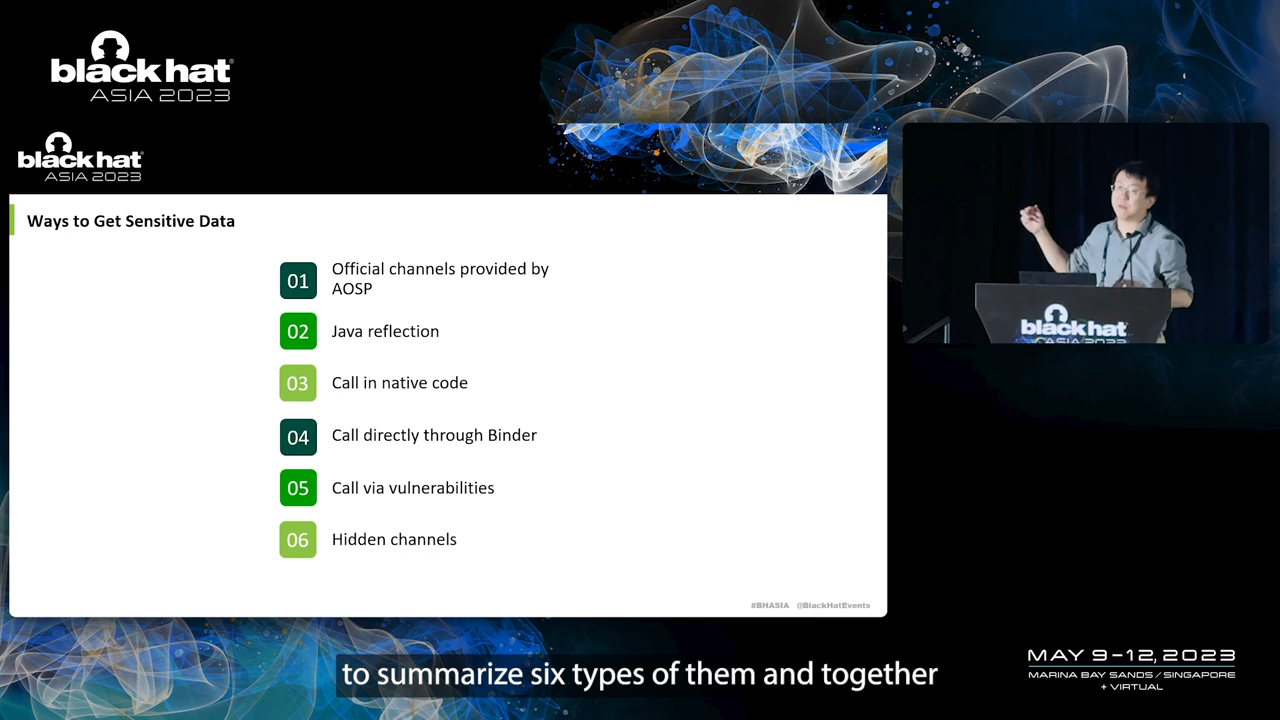 black hat
ASIA 2023
black hat
ASIA 2023
Ways to Get Sensitive Data
01 Official channels provided by
AOSP
02 Java reflection
03 Call in native code
04 Call directly through Binder
05 Call via vulnerabilities
06 Hidden channels
#BHASIA @BlackHatEvents
black hat
ASIA 2023
to summarize six types of them and together
MAY 9-12, 2023
MARINA BAY SANDS / SINGAPORE
+ VIRTUAL